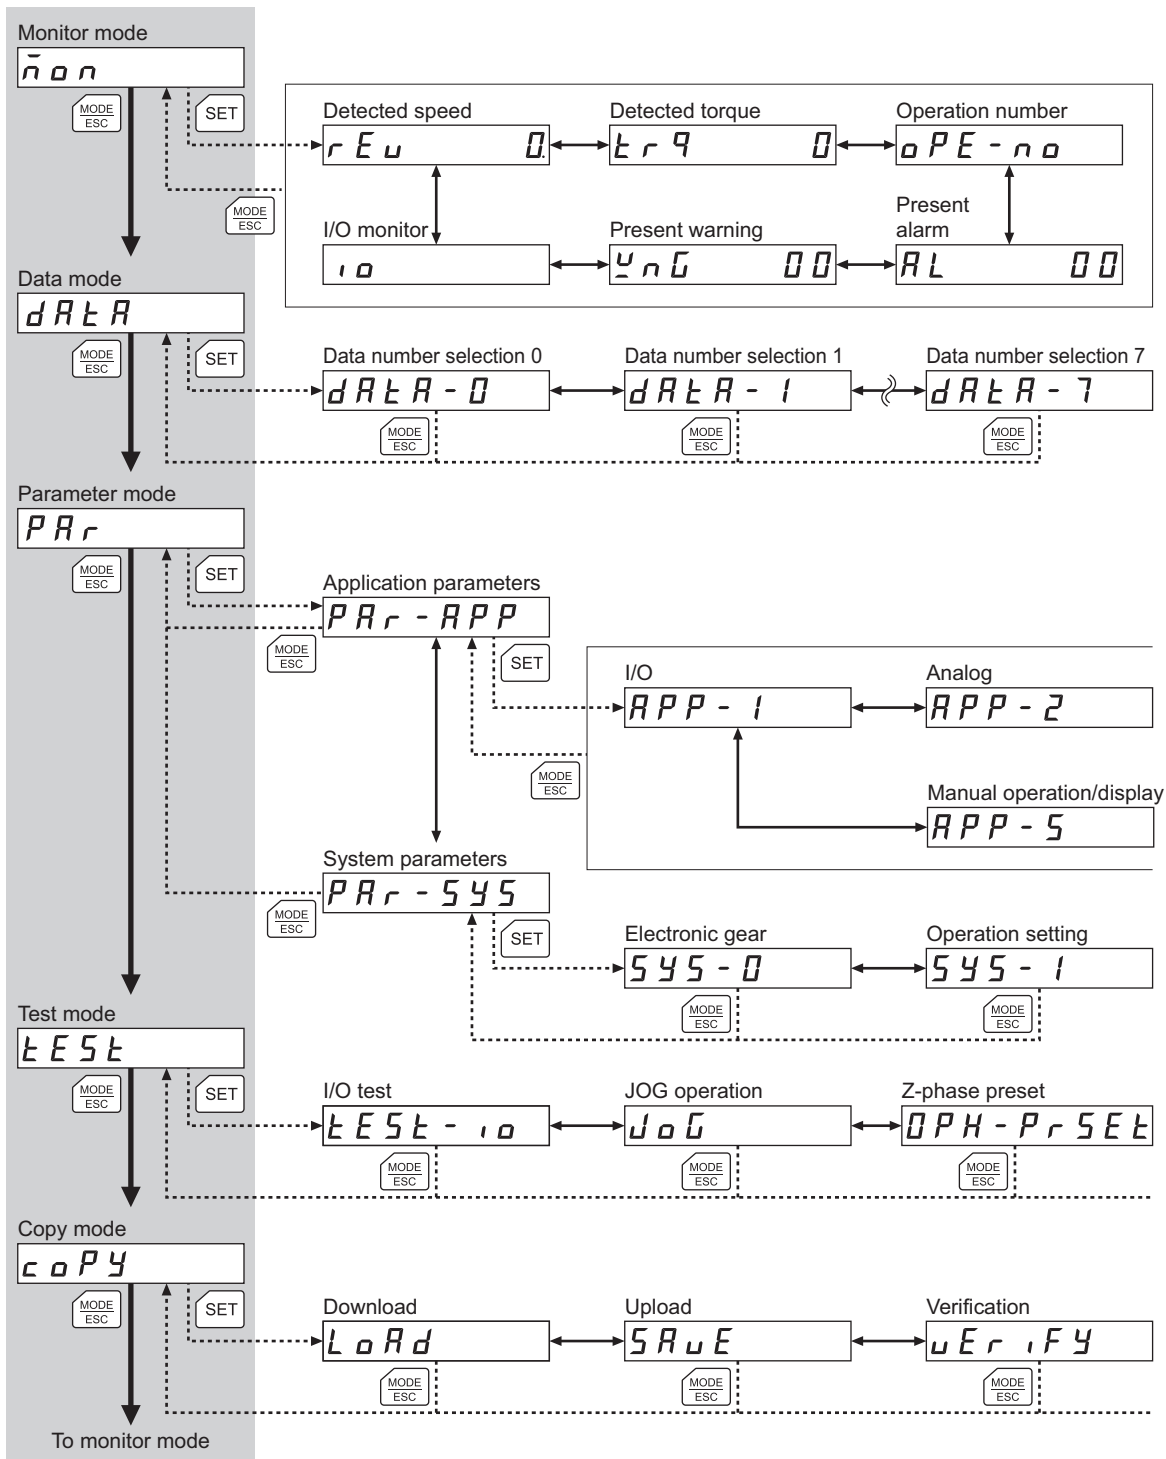 Monitor mode
mon
MODE
ESC
SET
Detected speed
Detected torque
Operation number
rEv 0.
trq 0
oPE-no
MODE
ESC
I/O monitor
Present warning
Present
alarm
io
WnG 00
AL 00
Data mode
dAtA
MODE
ESC
SET
Data number selection 0
Data number selection 1
Data number selection 7
dAtA-0
dAtA-1
dAtA-7
MODE
ESC
MODE
ESC
MODE
ESC
Parameter mode
PAr
MODE
ESC
SET
Application parameters
PAr-APP
MODE
ESC
SET
I/O
Analog
APP-1
APP-2
MODE
ESC
Manual operation/display
APP-5
System parameters
PAr-SYS
MODE
ESC
SET
Electronic gear
Operation setting
SYS-0
SYS-1
MODE
ESC
MODE
ESC
Test mode
tESt
MODE
ESC
SET
I/O test
JOG operation
Z-phase preset
tESt-io
JoG
0PH-PrSEt
MODE
ESC
MODE
ESC
MODE
ESC
Copy mode
coPY
MODE
ESC
SET
Download
Upload
Verification
LoAd
SAvE
vEriFY
MODE
ESC
MODE
ESC
MODE
ESC
To monitor mode